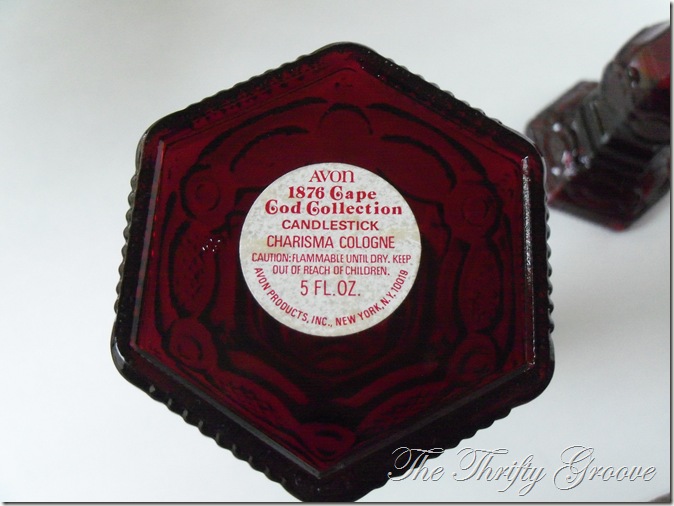 AVON
1876 Cape
Cod Collection
CANDLESTICK
CHARISMA COLOGNE
CAUTION: FLAMMABLE UNTIL DRY. KEEP
OUT OF REACH OF CHILDREN.
5 FL.OZ.
AVON PRODUCTS, INC., NEW YORK, N.Y. 10019
The Thrifty Groove